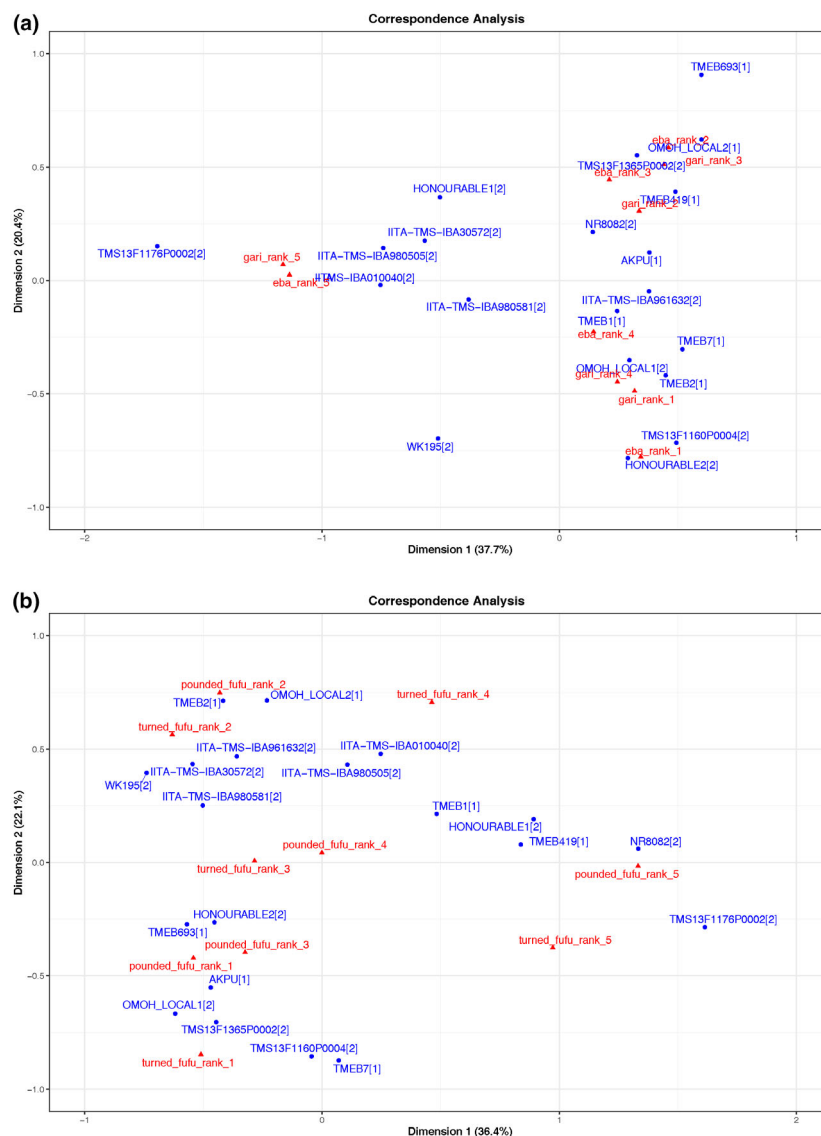 (a)
Correspondence Analysis
TMEB693[1]
1.0
eba_rank_2
OMOH_LOCAL2[1]
TMS13F1365P0002[2]
gari_rank_3
0.5
eba_rank_3
HONOURABLE1[2]
TMEB419[1]
gari_rank_2
NR8082[2]
IITA-TMS-IBA30572[2]
TMS13F1176P0002[2]
IITA-TMS-IBA980505[2]
gari_rank_5
AKPU[1]
0.0
eba_rank_5
IITMS-IBA010040[2]
IITA-TMS-IBA980581[2]
IITA-TMS-IBA961632[2]
TMEB1[1]
eba_rank_4
TMEB7[1]
OMOH_LOCAL1[2]
gari_rank_4
TMEB2[1]
-0.5
gari_rank_1
TMS13F1160P0004[2]
WK195[2]
eba_rank_1
HONOURABLE2[2]
-1.0
-2
-1
0
1
Dimension 1 (37.7%)
Dimension 2 (20.4%)
(b)
Correspondence Analysis
1.0
pounded_fufu_rank_2
OMOH_LOCAL2[1]
turned_fufu_rank_4
TMEB2[1]
turned_fufu_rank_2
0.5
IITA-TMS-IBA961632[2]
IITA-TMS-IBA010040[2]
IITA-TMS-IBA30572[2]
IITA-TMS-IBA980505[2]
WK195[2]
IITA-TMS-IBA980581[2]
TMEB1[1]
HONOURABLE1[2]
pounded_fufu_rank_4
TMEB419[1]
NR8082[2]
0.0
turned_fufu_rank_3
pounded_fufu_rank_5
HONOURABLE2[2]
TMS13F1176P0002[2]
TMEB693[1]
pounded_fufu_rank_3
turned_fufu_rank_5
pounded_fufu_rank_1
-0.5
AKPU[1]
OMOH_LOCAL1[2]
TMS13F1365P0002[2]
turned_fufu_rank_1
TMS13F1160P0004[2]
TMEB7[1]
-1.0
-1
0
1
2
Dimension 1 (36.4%)
Dimension 2 (22.1%)